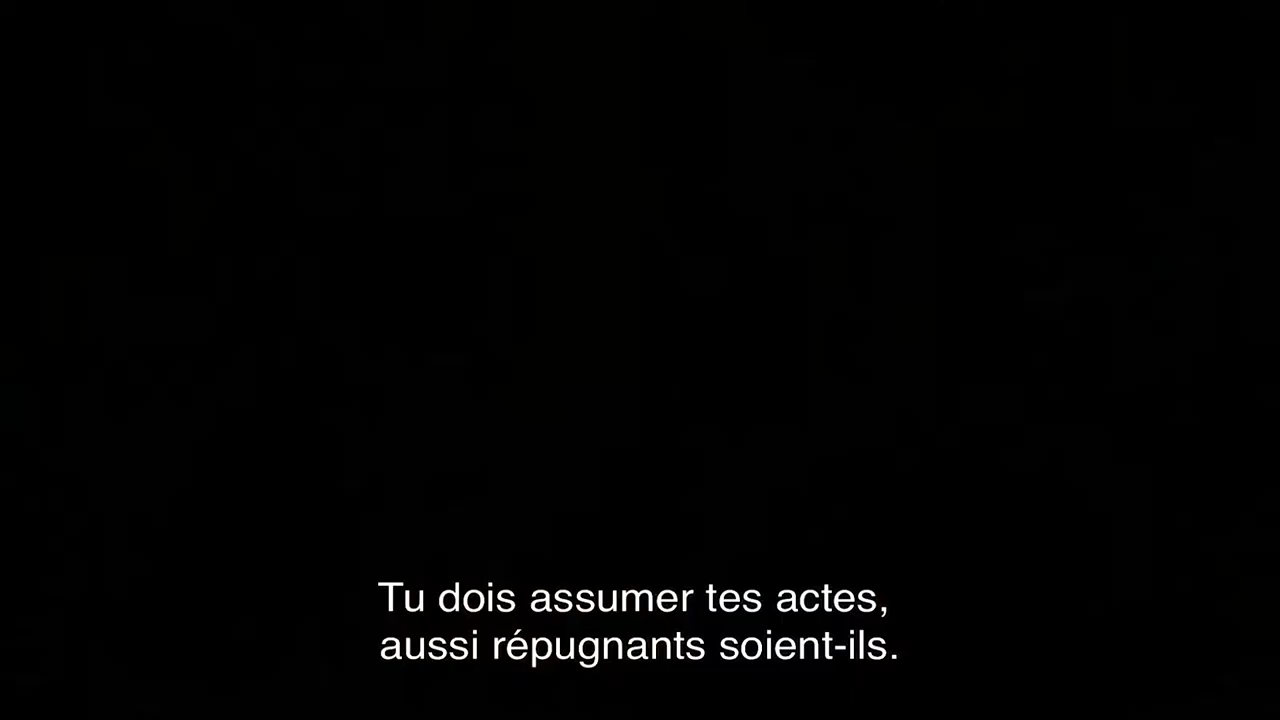 Tu dois assumer tes actes,
aussi répugnants soient-ils.